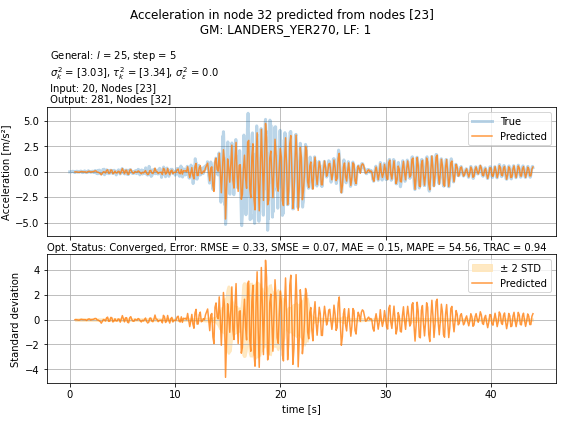 Acceleration in node 32 predicted from nodes [23]
GM: LANDERS_YER270, LF: 1
General: l = 25, step = 5
σ²ₖ = [3.03], τ²ₖ = [3.34], σ²ε = 0.0
Input: 20, Nodes [23]
Output: 281, Nodes [32]
Acceleration [m/s²]
5.0
2.5
0.0
−2.5
−5.0
True
Predicted
Opt. Status: Converged, Error: RMSE = 0.33, SMSE = 0.07, MAE = 0.15, MAPE = 54.56, TRAC = 0.94
Standard deviation
4
2
0
−2
−4
± 2 STD
Predicted
0 10 20 30 40
time [s]